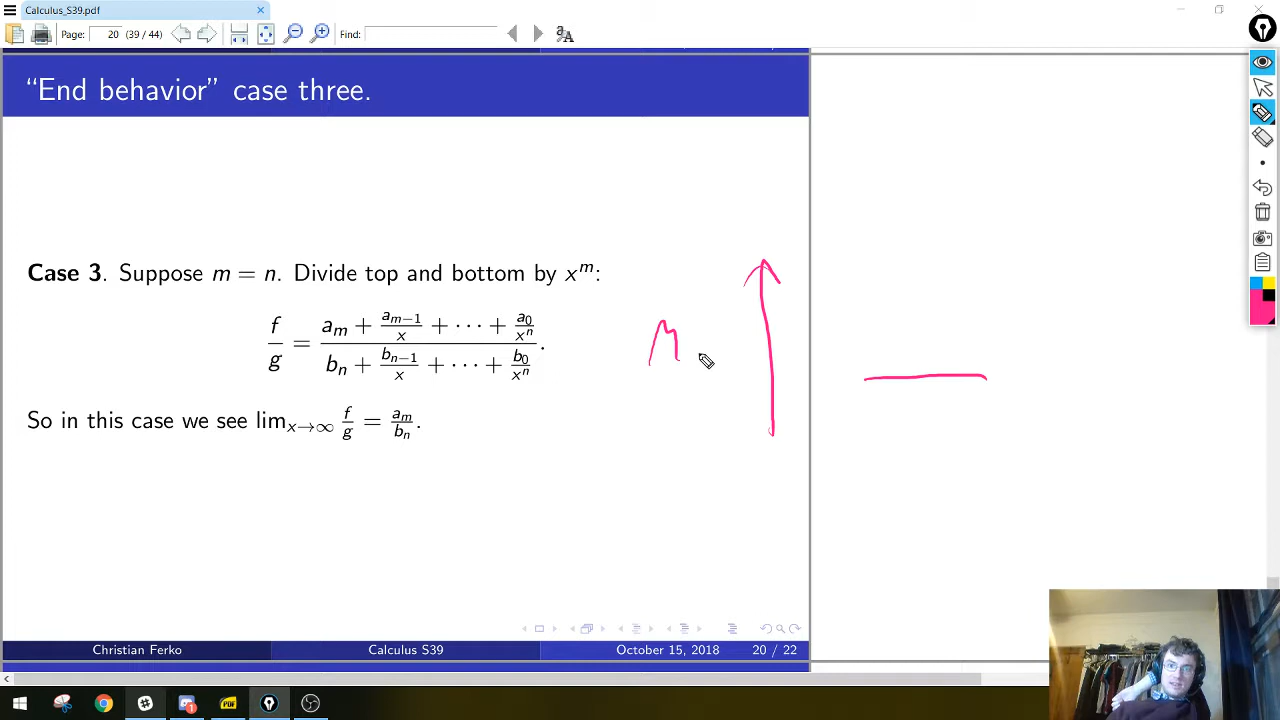 Calculus_S39.pdf
Page: 20 (39 / 44) Find:
“End behavior” case three.
Case 3. Suppose m = n. Divide top and bottom by x^m:
f/g = (a_m + a_{m−1}/x + ⋯ + a_0/x^n) / (b_n + b_{n−1}/x + ⋯ + b_0/x^n).
M
So in this case we see lim_{x→∞} f/g = a_m/b_n.
Christian Ferko Calculus S39 October 15, 2018 20 / 22
PDF